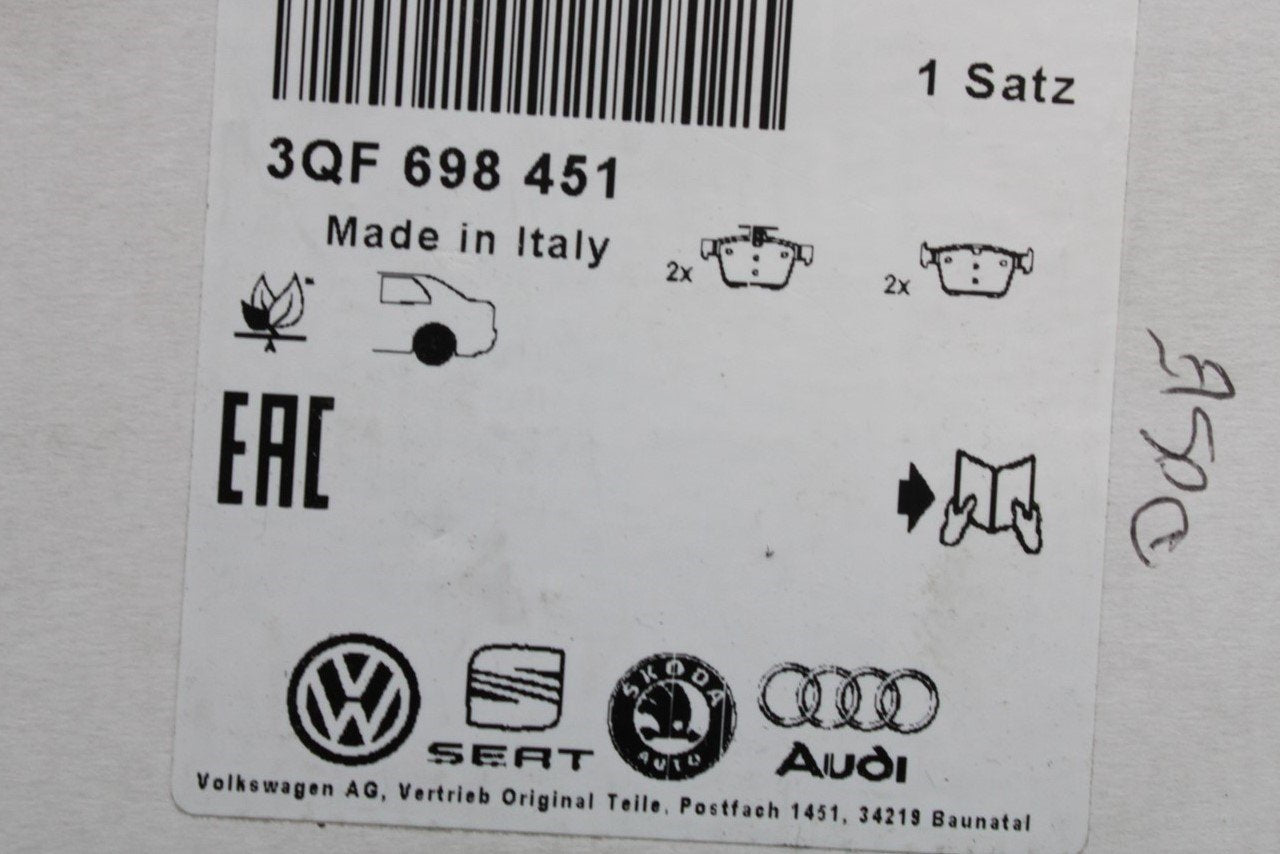 1 Satz
3QF 698 451
Made in Italy
2x
2x
A
EAC
SEAT
ŠKODA
AUTO
Audi
Volkswagen AG, Vertrieb Original Teile, Postfach 1451, 34219 Baunatal